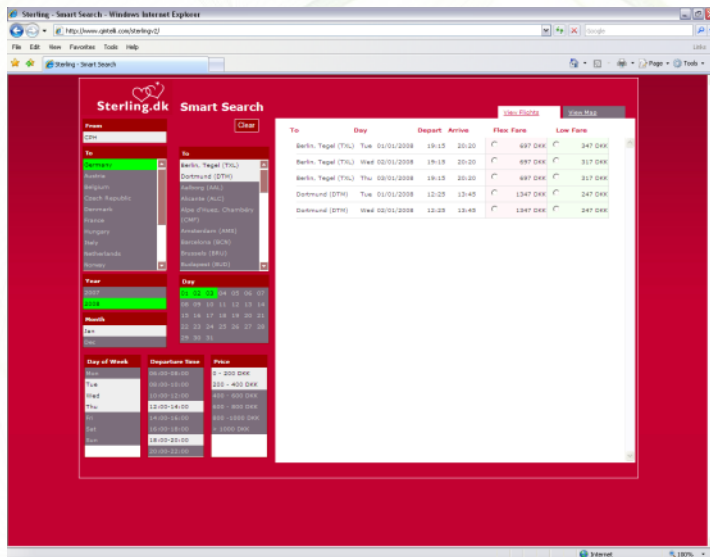 Sterling - Smart Search - Windows Internet Explorer
http://www.qintelli.com/sterlingv2/
Google
File Edit View Favorites Tools Help
Links
Sterling - Smart Search
Page Tools
Sterling.dk Smart Search
View Flights View Map
From
CPH
Clear
To
Germany
Austria
Belgium
Czech Republic
Denmark
France
Hungary
Italy
Netherlands
Norway
To
Berlin, Tegel (TXL)
Dortmund (DTM)
Aalborg (AAL)
Alicante (ALC)
Alpe d'Huez, Chambéry
(CMF)
Amsterdam (AMS)
Barcelona (BCN)
Brussels (BRU)
Budapest (BUD)
To Day Depart Arrive Flex Fare Low Fare
Berlin, Tegel (TXL) Tue 01/01/2008 19:15 20:20 697 DKK 347 DKK
Berlin, Tegel (TXL) Wed 02/01/2008 19:15 20:20 697 DKK 317 DKK
Berlin, Tegel (TXL) Thu 03/01/2008 19:15 20:20 697 DKK 317 DKK
Dortmund (DTM) Tue 01/01/2008 12:25 13:45 1347 DKK 247 DKK
Dortmund (DTM) Wed 02/01/2008 12:25 13:45 1347 DKK 247 DKK
Year
2007
2008
Month
Jan
Dec
Day
01 02 03 04 05 06 07
08 09 10 11 12 13 14
15 16 17 18 19 20 21
22 23 24 25 26 27 28
29 30 31
Day of Week
Mon
Tue
Wed
Thu
Fri
Sat
Sun
Departure Time
06:00-08:00
08:00-10:00
10:00-12:00
12:00-14:00
14:00-16:00
16:00-18:00
18:00-20:00
20:00-22:00
Price
0 - 200 DKK
200 - 400 DKK
400 - 600 DKK
600 - 800 DKK
800 -1000 DKK
> 1000 DKK
Internet
100%